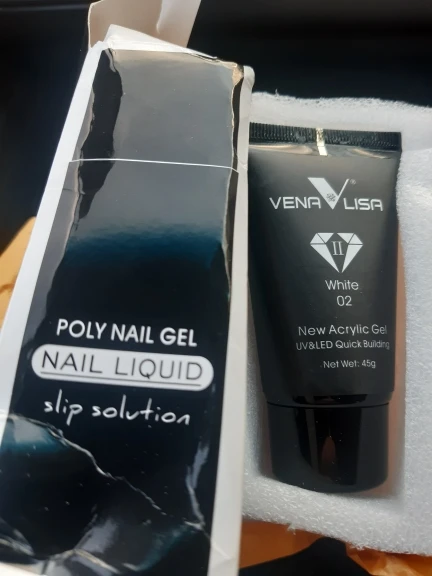 POLY NAIL GEL
NAIL LIQUID
slip solution
VENA LISA
II
White
02
New Acrylic Gel
UV&LED Quick Building
Net Wet: 45g